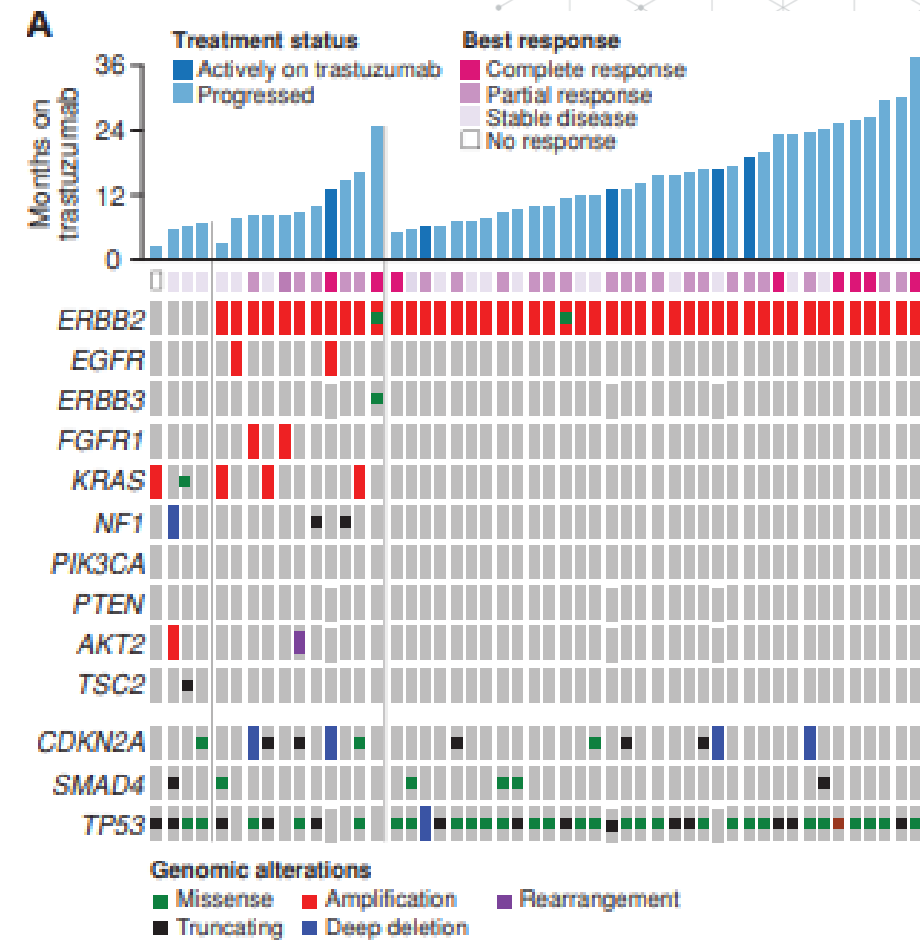 A
Treatment status
Actively on trastuzumab
Progressed
Best response
Complete response
Partial response
Stable disease
No response
Months on
trastuzumab
36
24
12
0
ERBB2
EGFR
ERBB3
FGFR1
KRAS
NF1
PIK3CA
PTEN
AKT2
TSC2
CDKN2A
SMAD4
TP53
Genomic alterations
Missense
Amplification
Rearrangement
Truncating
Deep deletion